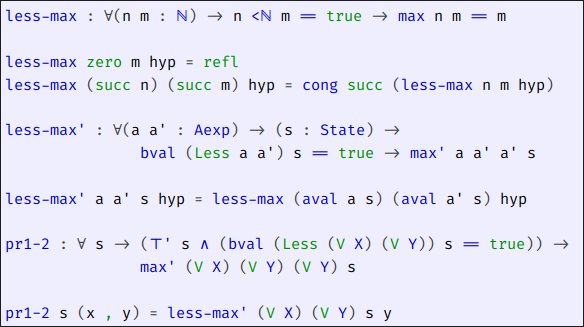 less-max : ∀(n m : ℕ) → n <ℕ m == true → max n m == m
less-max zero m hyp = refl
less-max (succ n) (succ m) hyp = cong succ (less-max n m hyp)
less-max' : ∀(a a' : Aexp) → (s : State) →
bval (Less a a') s == true → max' a a' a' s
less-max' a a' s hyp = less-max (aval a s) (aval a' s) hyp
pr1-2 : ∀ s → (⊤' s ∧ (bval (Less (V X) (V Y)) s == true)) →
max' (V X) (V Y) (V Y) s
pr1-2 s (x , y) = less-max' (V X) (V Y) s y